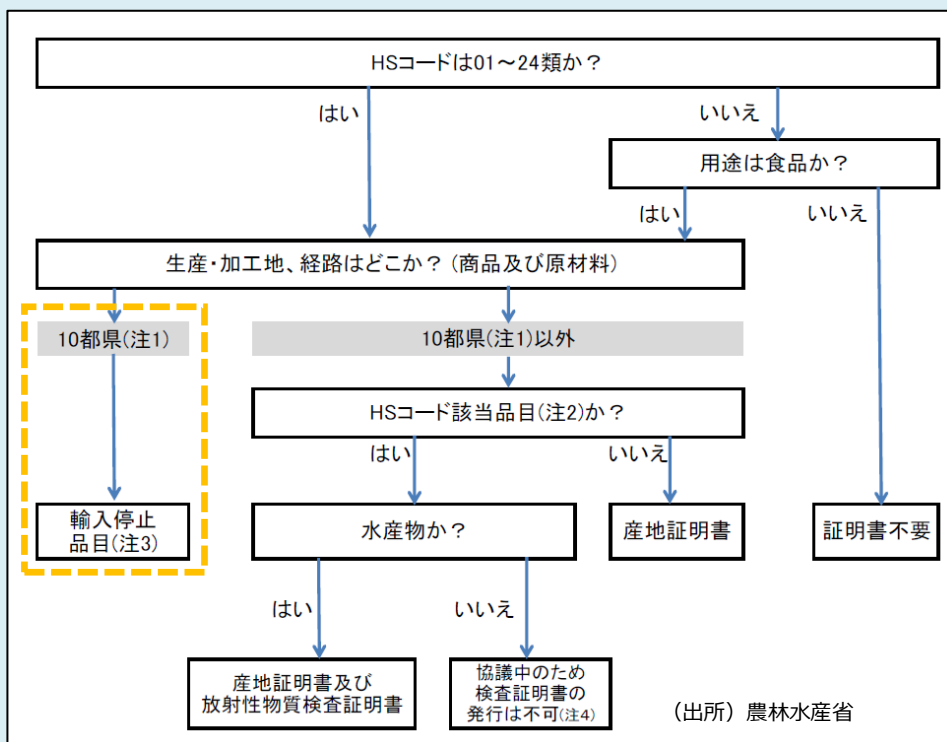 HSコードは01～24類か？
はい
いいえ
用途は食品か？
はい
いいえ
生産・加工地、経路はどこか？（商品及び原材料）
10都県(注1)
10都県(注1)以外
HSコード該当品目(注2)か？
はい
いいえ
輸入停止
品目(注3)
水産物か？
産地証明書
証明書不要
はい
いいえ
産地証明書及び
放射性物質検査証明書
協議中のため
検査証明書の
発行は不可(注4)
（出所）農林水産省